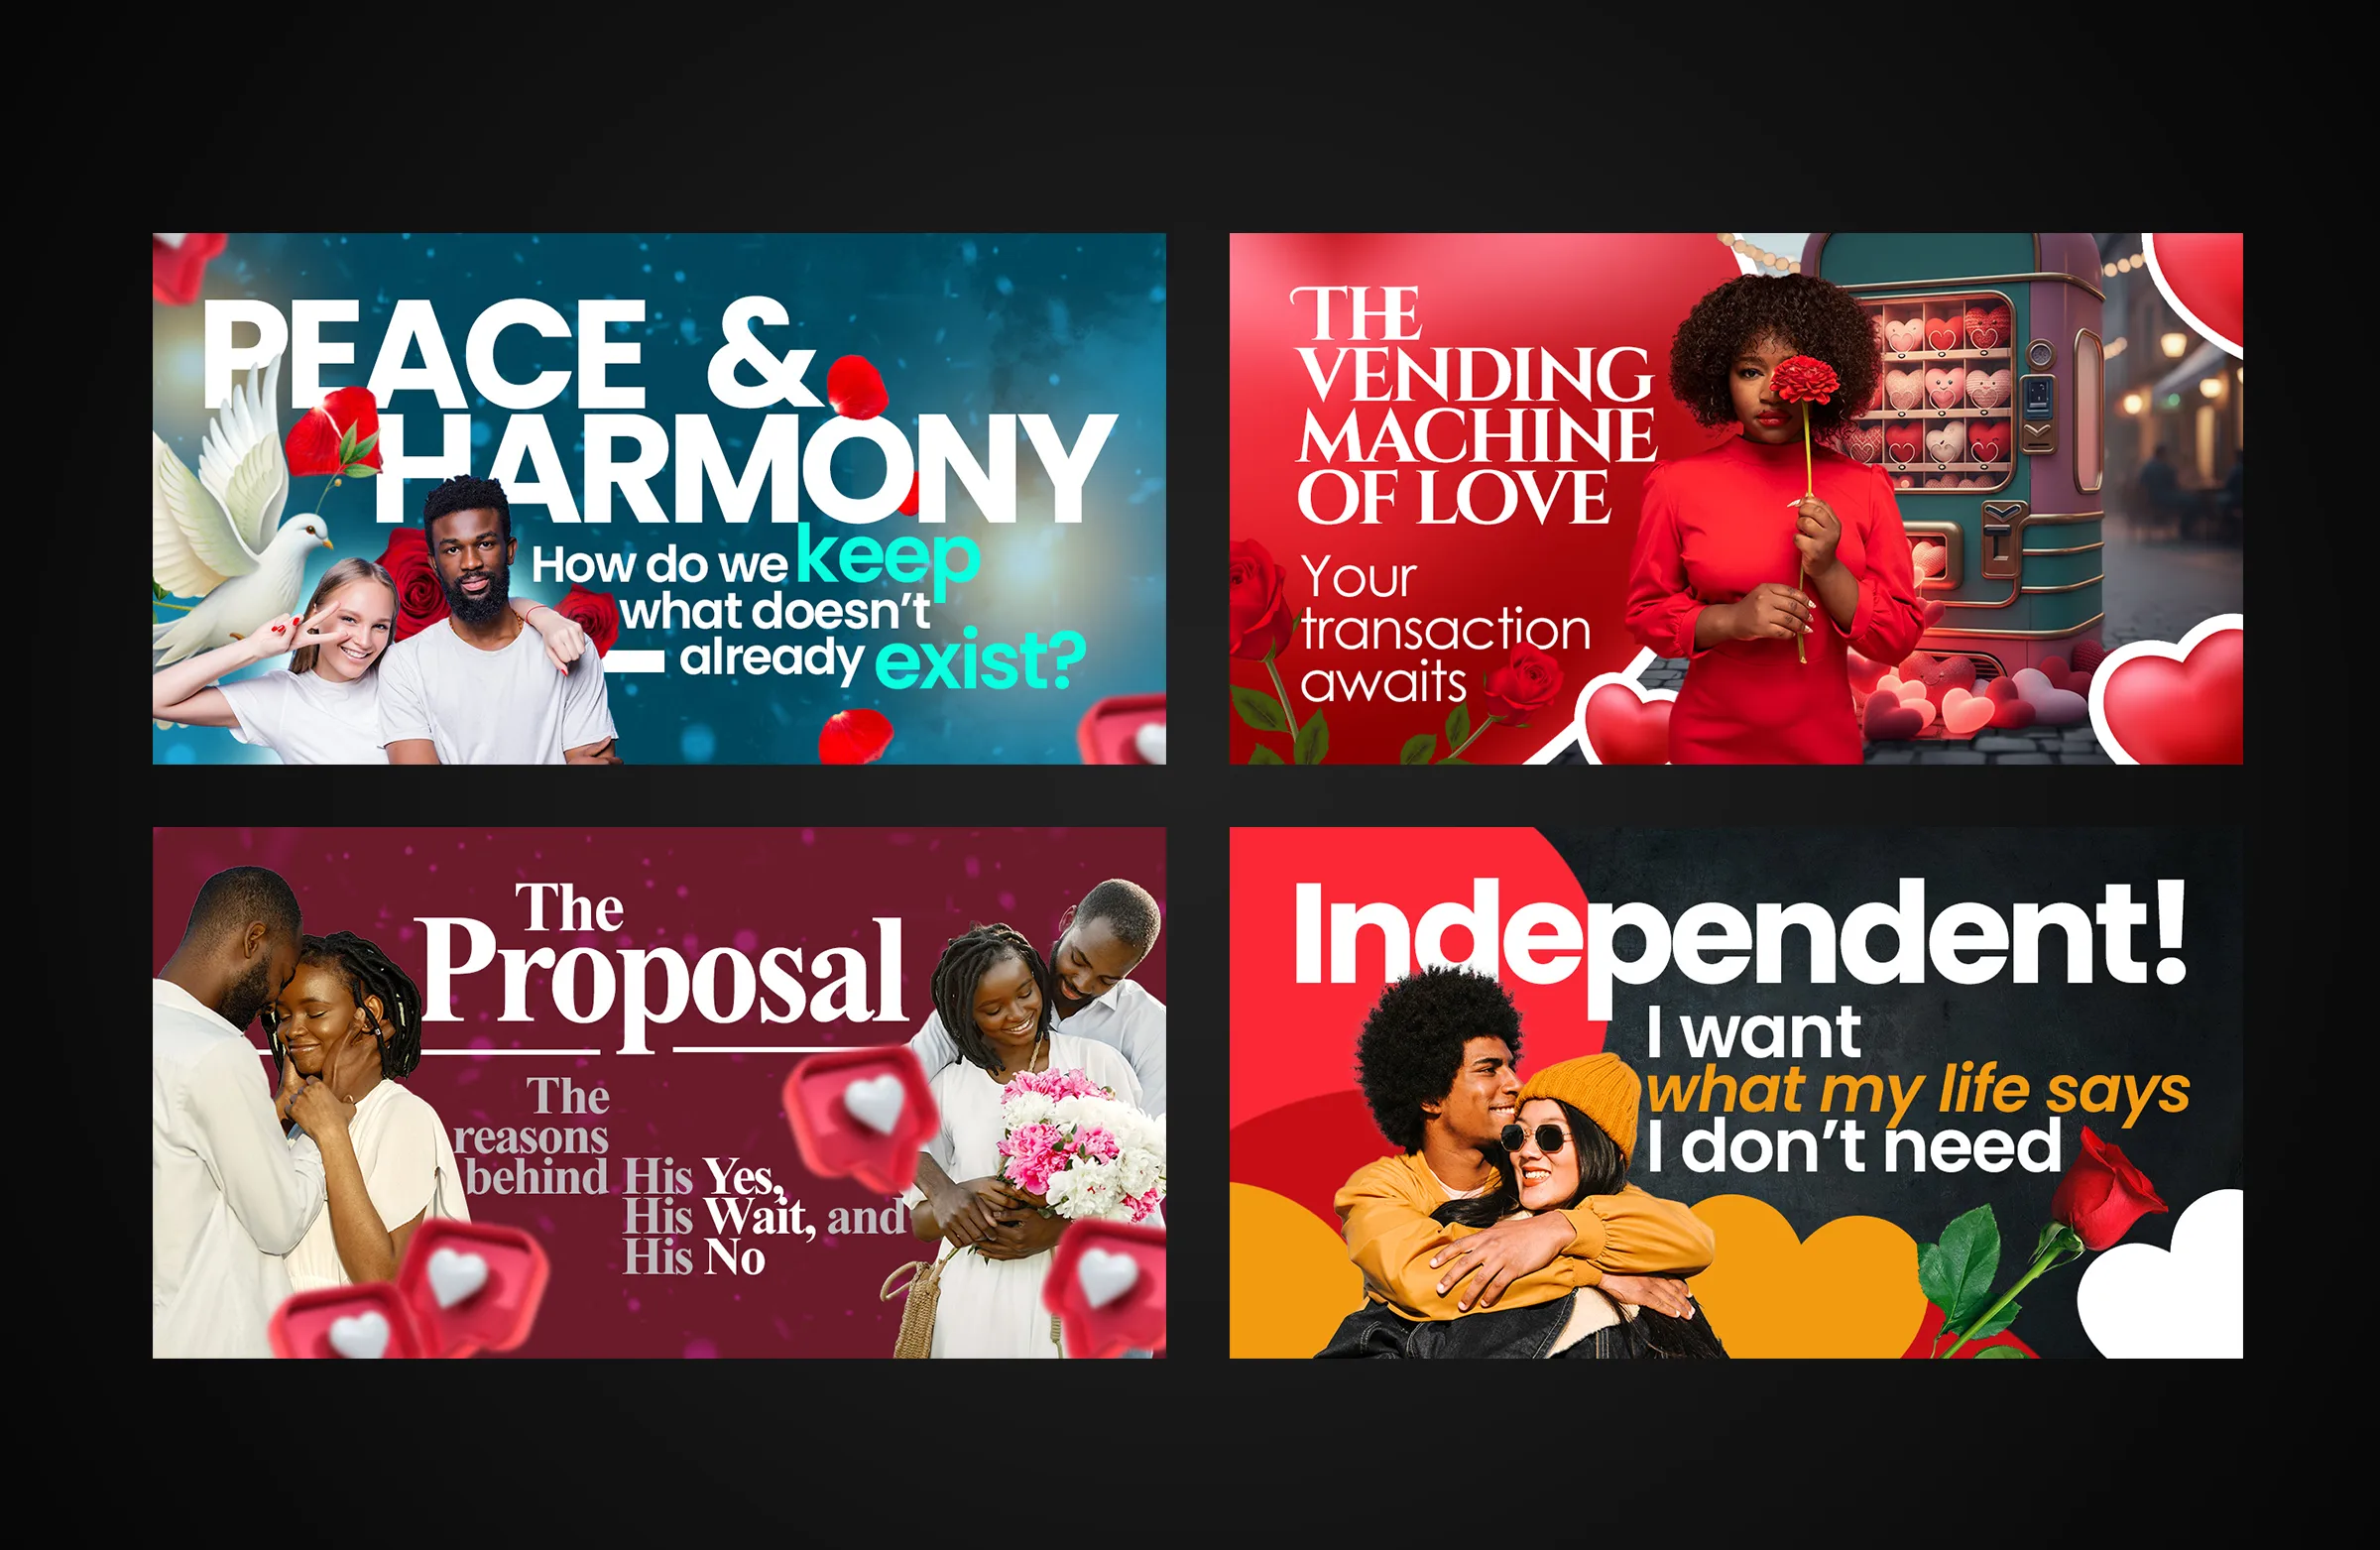 PEACE &
HARMONY
How do we keep
what doesn't
already exist?
THE
VENDING
MACHINE
OF LOVE
Your
transaction
awaits
The
Proposal
The
reasons
behind His Yes,
His Wait, and
His No
Independent!
I want
what my life says
I don't need